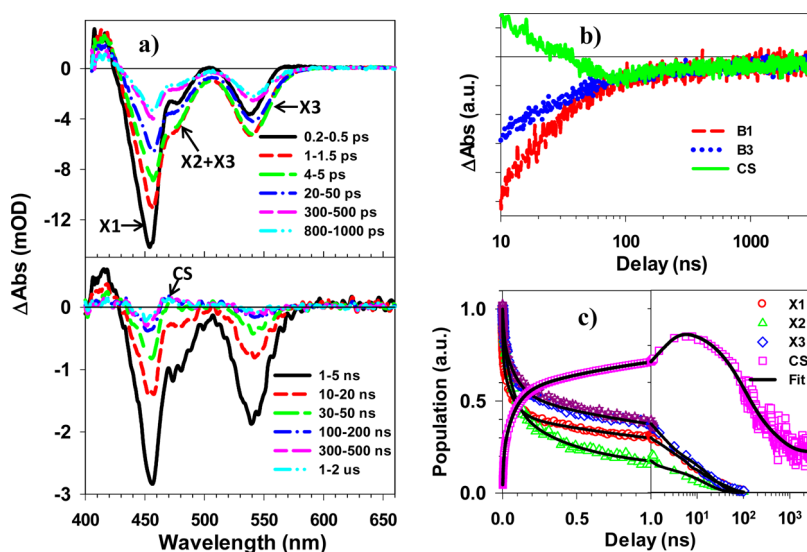 a)
0
-4
-8
-12
X1
X2+X3
X3
0.2-0.5 ps
1-1.5 ps
4-5 ps
20-50 ps
300-500 ps
800-1000 ps
ΔAbs (mOD)
CS
0
-1
-2
-3
1-5 ns
10-20 ns
30-50 ns
100-200 ns
300-500 ns
1-2 us
400 450 500 550 600 650
Wavelength (nm)
b)
ΔAbs (a.u.)
B1
B3
CS
10 100 1000
Delay (ns)
c)
Population (a.u.)
1.0
0.5
0.0
X1
X2
X3
CS
Fit
0.0 0.5 1.0 10¹ 10² 10³
Delay (ns)